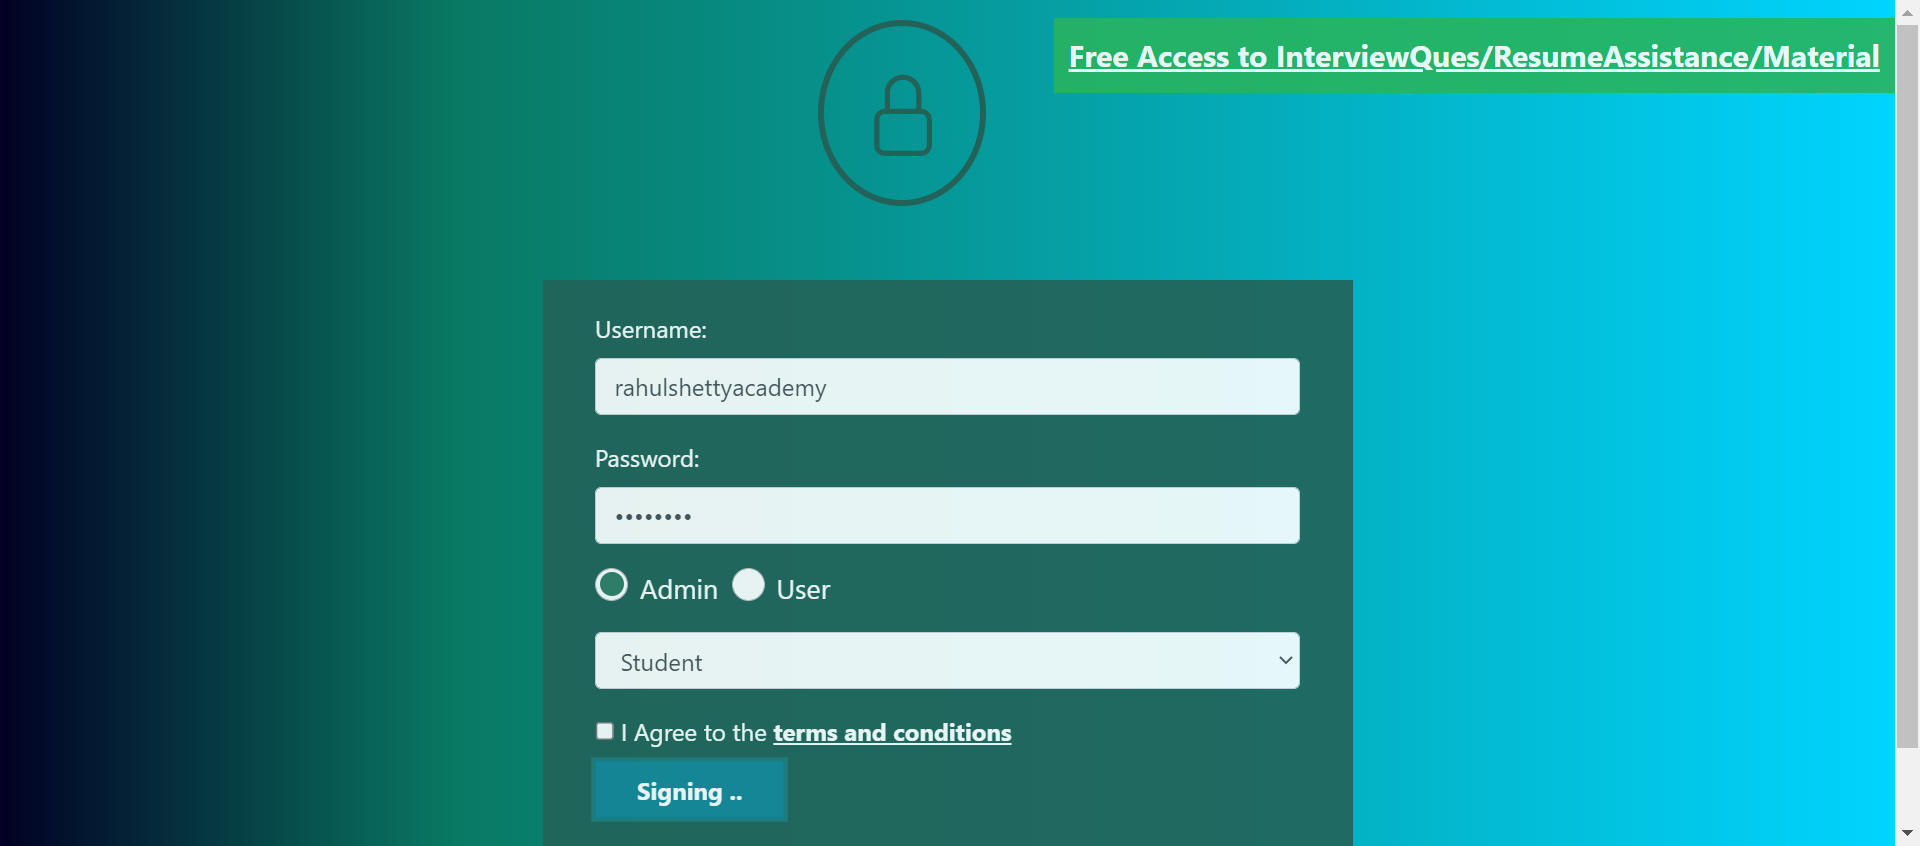 Free Access to InterviewQues/ResumeAssistance/Material
Username:
rahulshettyacademy
Password:
••••••••
Admin User
Student
I Agree to the terms and conditions
Signing ..